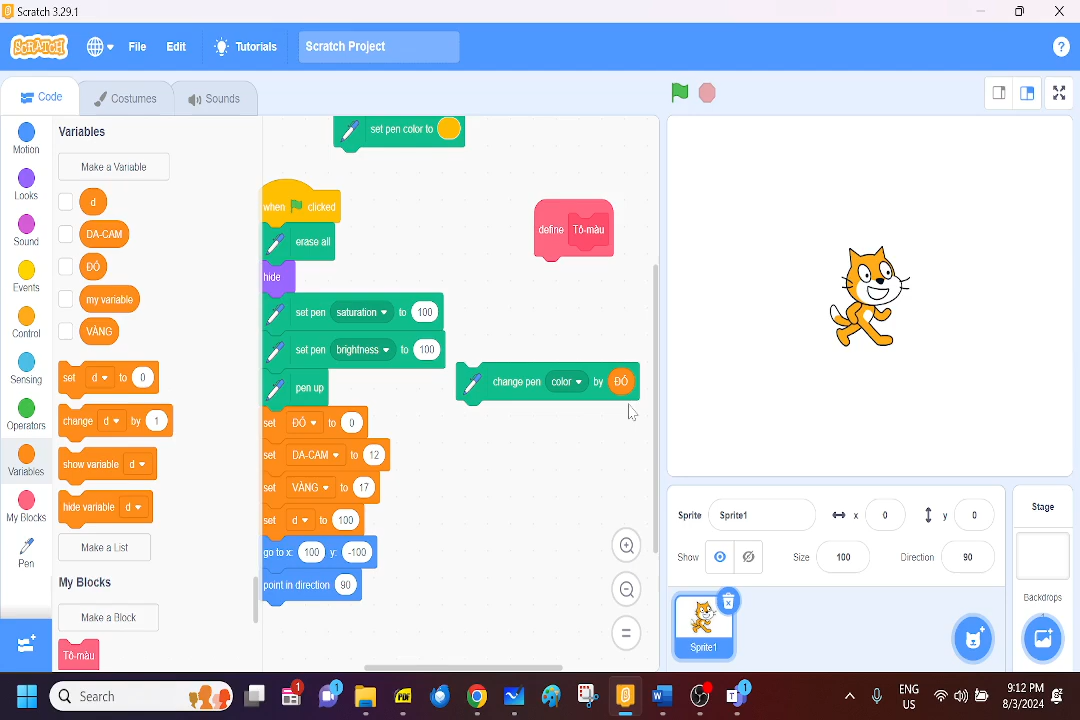 Scratch 3.29.1
SCRATCH
File
Edit
Tutorials
Scratch Project
?
Code
Costumes
Sounds
Motion
Looks
Sound
Events
Control
Sensing
Operators
Variables
My Blocks
Pen
Variables
Make a Variable
d
DA-CAM
ĐỎ
my variable
VÀNG
set d to 0
change d by 1
show variable d
hide variable d
Make a List
My Blocks
Make a Block
Tô-màu
set pen color to
when clicked
erase all
hide
set pen saturation to 100
set pen brightness to 100
pen up
set ĐỎ to 0
set DA-CAM to 12
set VÀNG to 17
set d to 100
go to x: 100 y: -100
point in direction 90
define Tô-màu
change pen color by ĐỎ
Sprite Sprite1 x 0 y 0
Show Size 100 Direction 90
Sprite1
Stage
Backdrops
1
Search
1
1
PDF
1
ENG
US
9:12 PM
8/3/2024